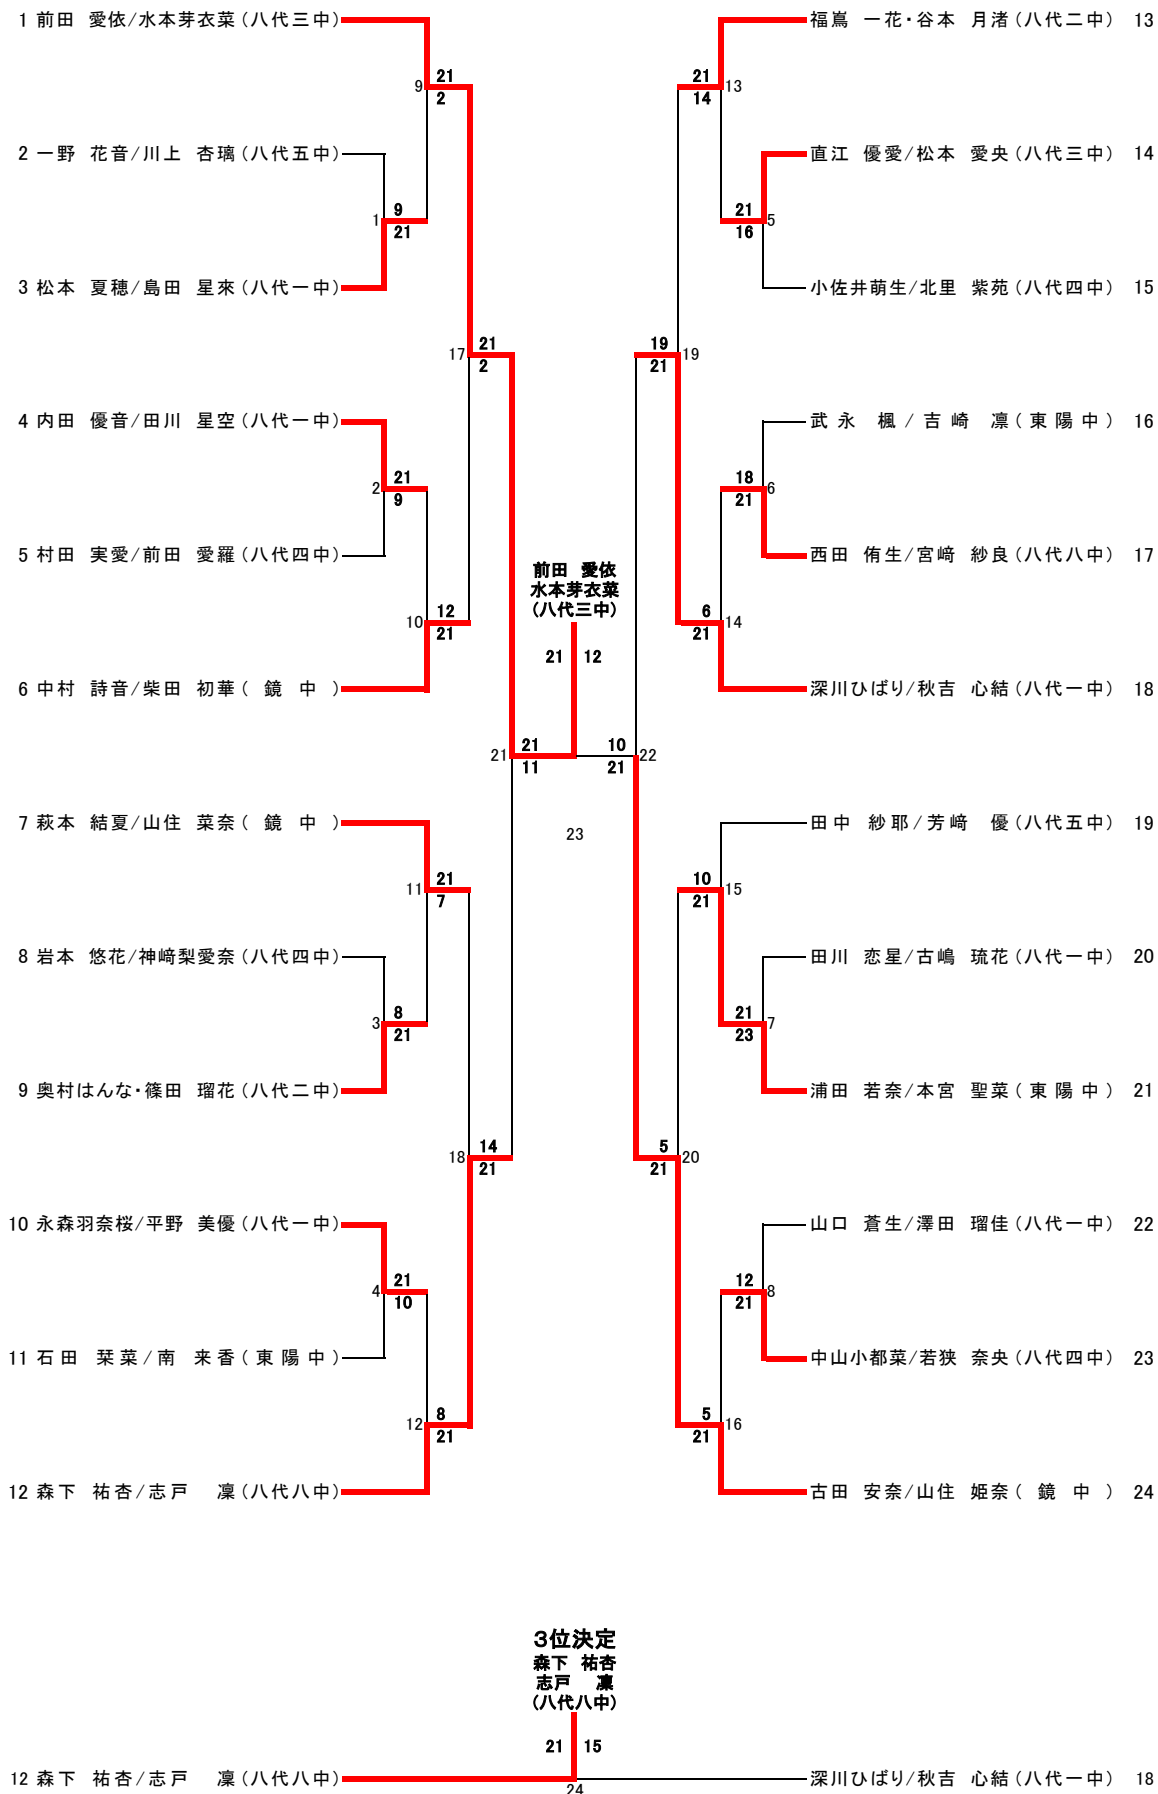 1 前田 愛依/水本芽衣菜(八代三中)
福嶌 一花・谷本 月渚(八代二中) 13
21
9
2
21
13
14
2 一野 花音/川上 杏璃(八代五中)
直江 優愛/松本 愛央(八代三中) 14
9
1
21
21
5
16
3 松本 夏穂/島田 星來(八代一中)
小佐井萌生/北里 紫苑(八代四中) 15
21
17
2
19
19
21
4 内田 優音/田川 星空(八代一中)
武永 楓/吉崎 凛(東陽中) 16
21
2
9
18
6
21
5 村田 実愛/前田 愛羅(八代四中)
西田 侑生/宮﨑 紗良(八代八中) 17
前田 愛依
水本芽衣菜
(八代三中)
12
10
21
6
14
21
21 12
6 中村 詩音/柴田 初華(鏡中)
深川ひばり/秋吉 心結(八代一中) 18
21
21
11
10
22
21
7 萩本 結夏/山住 菜奈(鏡中)
田中 紗耶/芳﨑 優(八代五中) 19
23
21
11
7
10
15
21
8 岩本 悠花/神﨑梨愛奈(八代四中)
田川 恋星/古嶋 琉花(八代一中) 20
8
3
21
21
7
23
9 奥村はんな・篠田 瑠花(八代二中)
浦田 若奈/本宮 聖菜(東陽中) 21
14
18
21
5
20
21
10 永森羽奈桜/平野 美優(八代一中)
山口 蒼生/澤田 瑠佳(八代一中) 22
21
4
10
12
8
21
11 石田 栞菜/南 来香(東陽中)
中山小都菜/若狭 奈央(八代四中) 23
8
12
21
5
16
21
12 森下 祐杏/志戸 凜(八代八中)
古田 安奈/山住 姫奈(鏡中) 24
3位決定
森下 祐杏
志戸 凜
(八代八中)
21 15
12 森下 祐杏/志戸 凜(八代八中)
深川ひばり/秋吉 心結(八代一中) 18
24